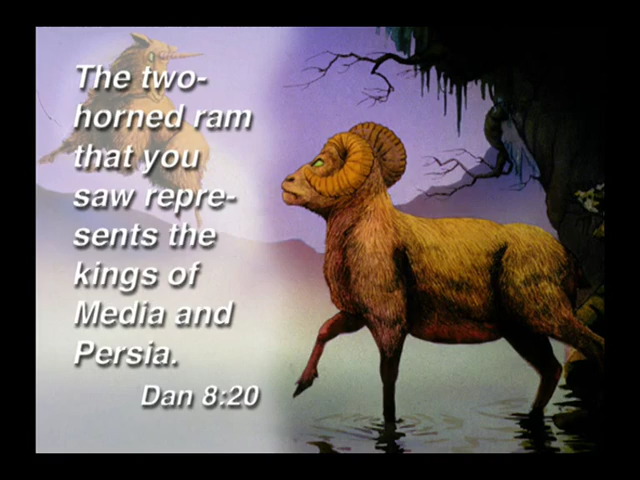 The two-
horned ram
that you
saw repre-
sents the
kings of
Media and
Persia.
Dan 8:20